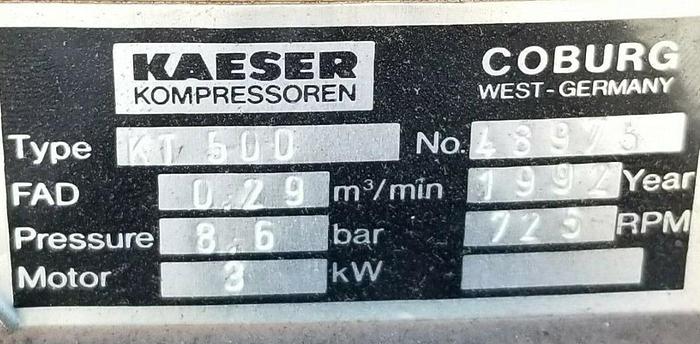 KAESER
KOMPRESSOREN
COBURG
WEST-GERMANY
Type KT 500 No. 48975
FAD 0,29 m³/min 1992 Year
Pressure 8,6 bar 725 RPM
Motor 3 kW